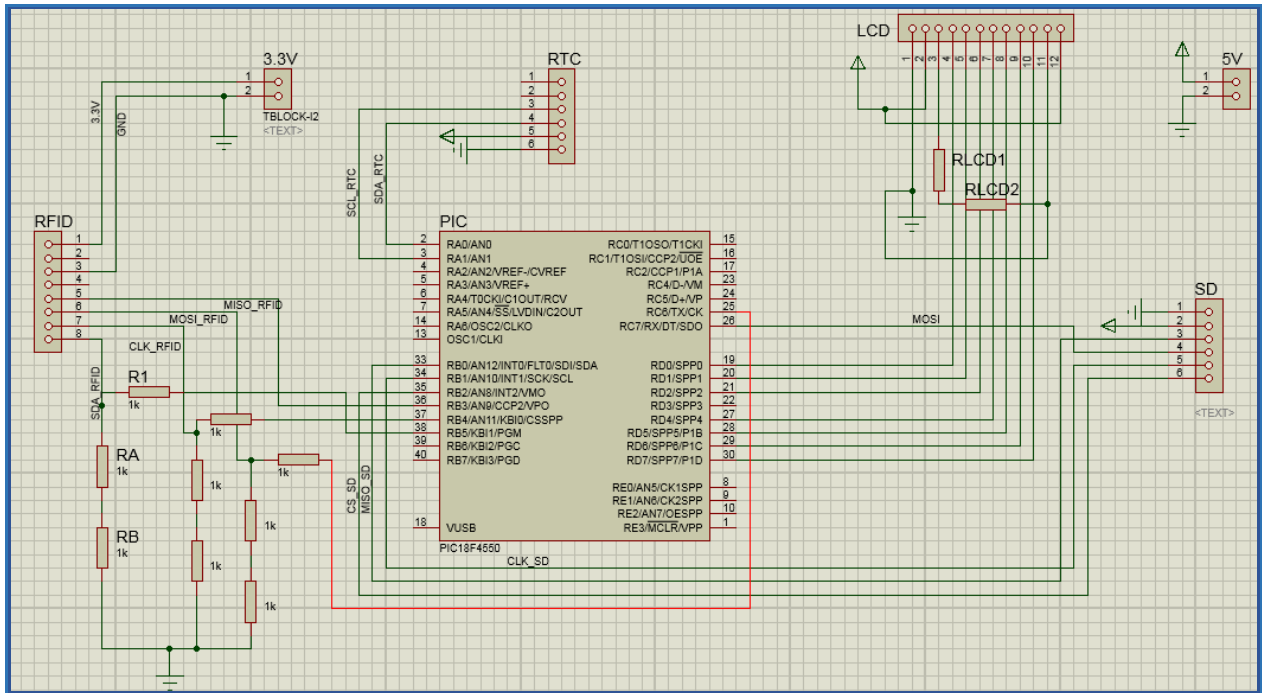 LCD
1 2 3 4 5 6 7 8 9 10 11 12
5V
1
2
3.3V
1
2
TBLOCK-I2
<TEXT>
3.3V
GND
RTC
1
2
3
4
5
6
SCL_RTC
SDA_RTC
RLCD1
RLCD2
RFID
1
2
3
4
5
6
7
8
MISO_RFID
MOSI_RFID
CLK_RFID
SDA_RFID
R1
1k
RA
1k
RB
1k
1k
1k
1k
1k
1k
1k
PIC
2 RA0/AN0
3 RA1/AN1
4 RA2/AN2/VREF-/CVREF
5 RA3/AN3/VREF+
6 RA4/T0CKI/C1OUT/RCV
7 RA5/AN4/SS/LVDIN/C2OUT
14 RA6/OSC2/CLKO
13 OSC1/CLKI
33 RB0/AN12/INT0/FLT0/SDI/SDA
34 RB1/AN10/INT1/SCK/SCL
35 RB2/AN8/INT2/VMO
36 RB3/AN9/CCP2/VPO
37 RB4/AN11/KBI0/CSSPP
38 RB5/KBI1/PGM
39 RB6/KBI2/PGC
40 RB7/KBI3/PGD
18 VUSB
RC0/T1OSO/T1CKI 15
RC1/T1OSI/CCP2/UOE 16
RC2/CCP1/P1A 17
RC4/D-/VM 23
RC5/D+/VP 24
RC6/TX/CK 25
RC7/RX/DT/SDO 26
RD0/SPP0 19
RD1/SPP1 20
RD2/SPP2 21
RD3/SPP3 22
RD4/SPP4 27
RD5/SPP5/P1B 28
RD6/SPP6/P1C 29
RD7/SPP7/P1D 30
RE0/AN5/CK1SPP 8
RE1/AN6/CK2SPP 9
RE2/AN7/OESPP 10
RE3/MCLR/VPP 1
PIC18F4550
CS_SD
MISO_SD
CLK_SD
MOSI
SD
1
2
3
4
5
6
<TEXT>